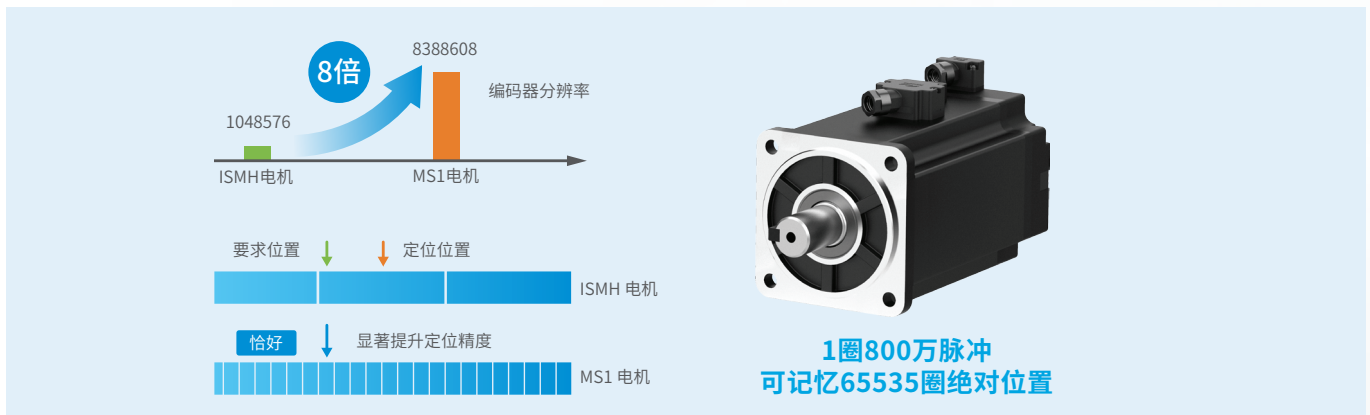 8倍
8388608
编码器分辨率
1048576
ISMH电机
MS1电机
要求位置
定位位置
ISMH 电机
恰好
显著提升定位精度
MS1 电机
1圈800万脉冲
可记忆65535圈绝对位置